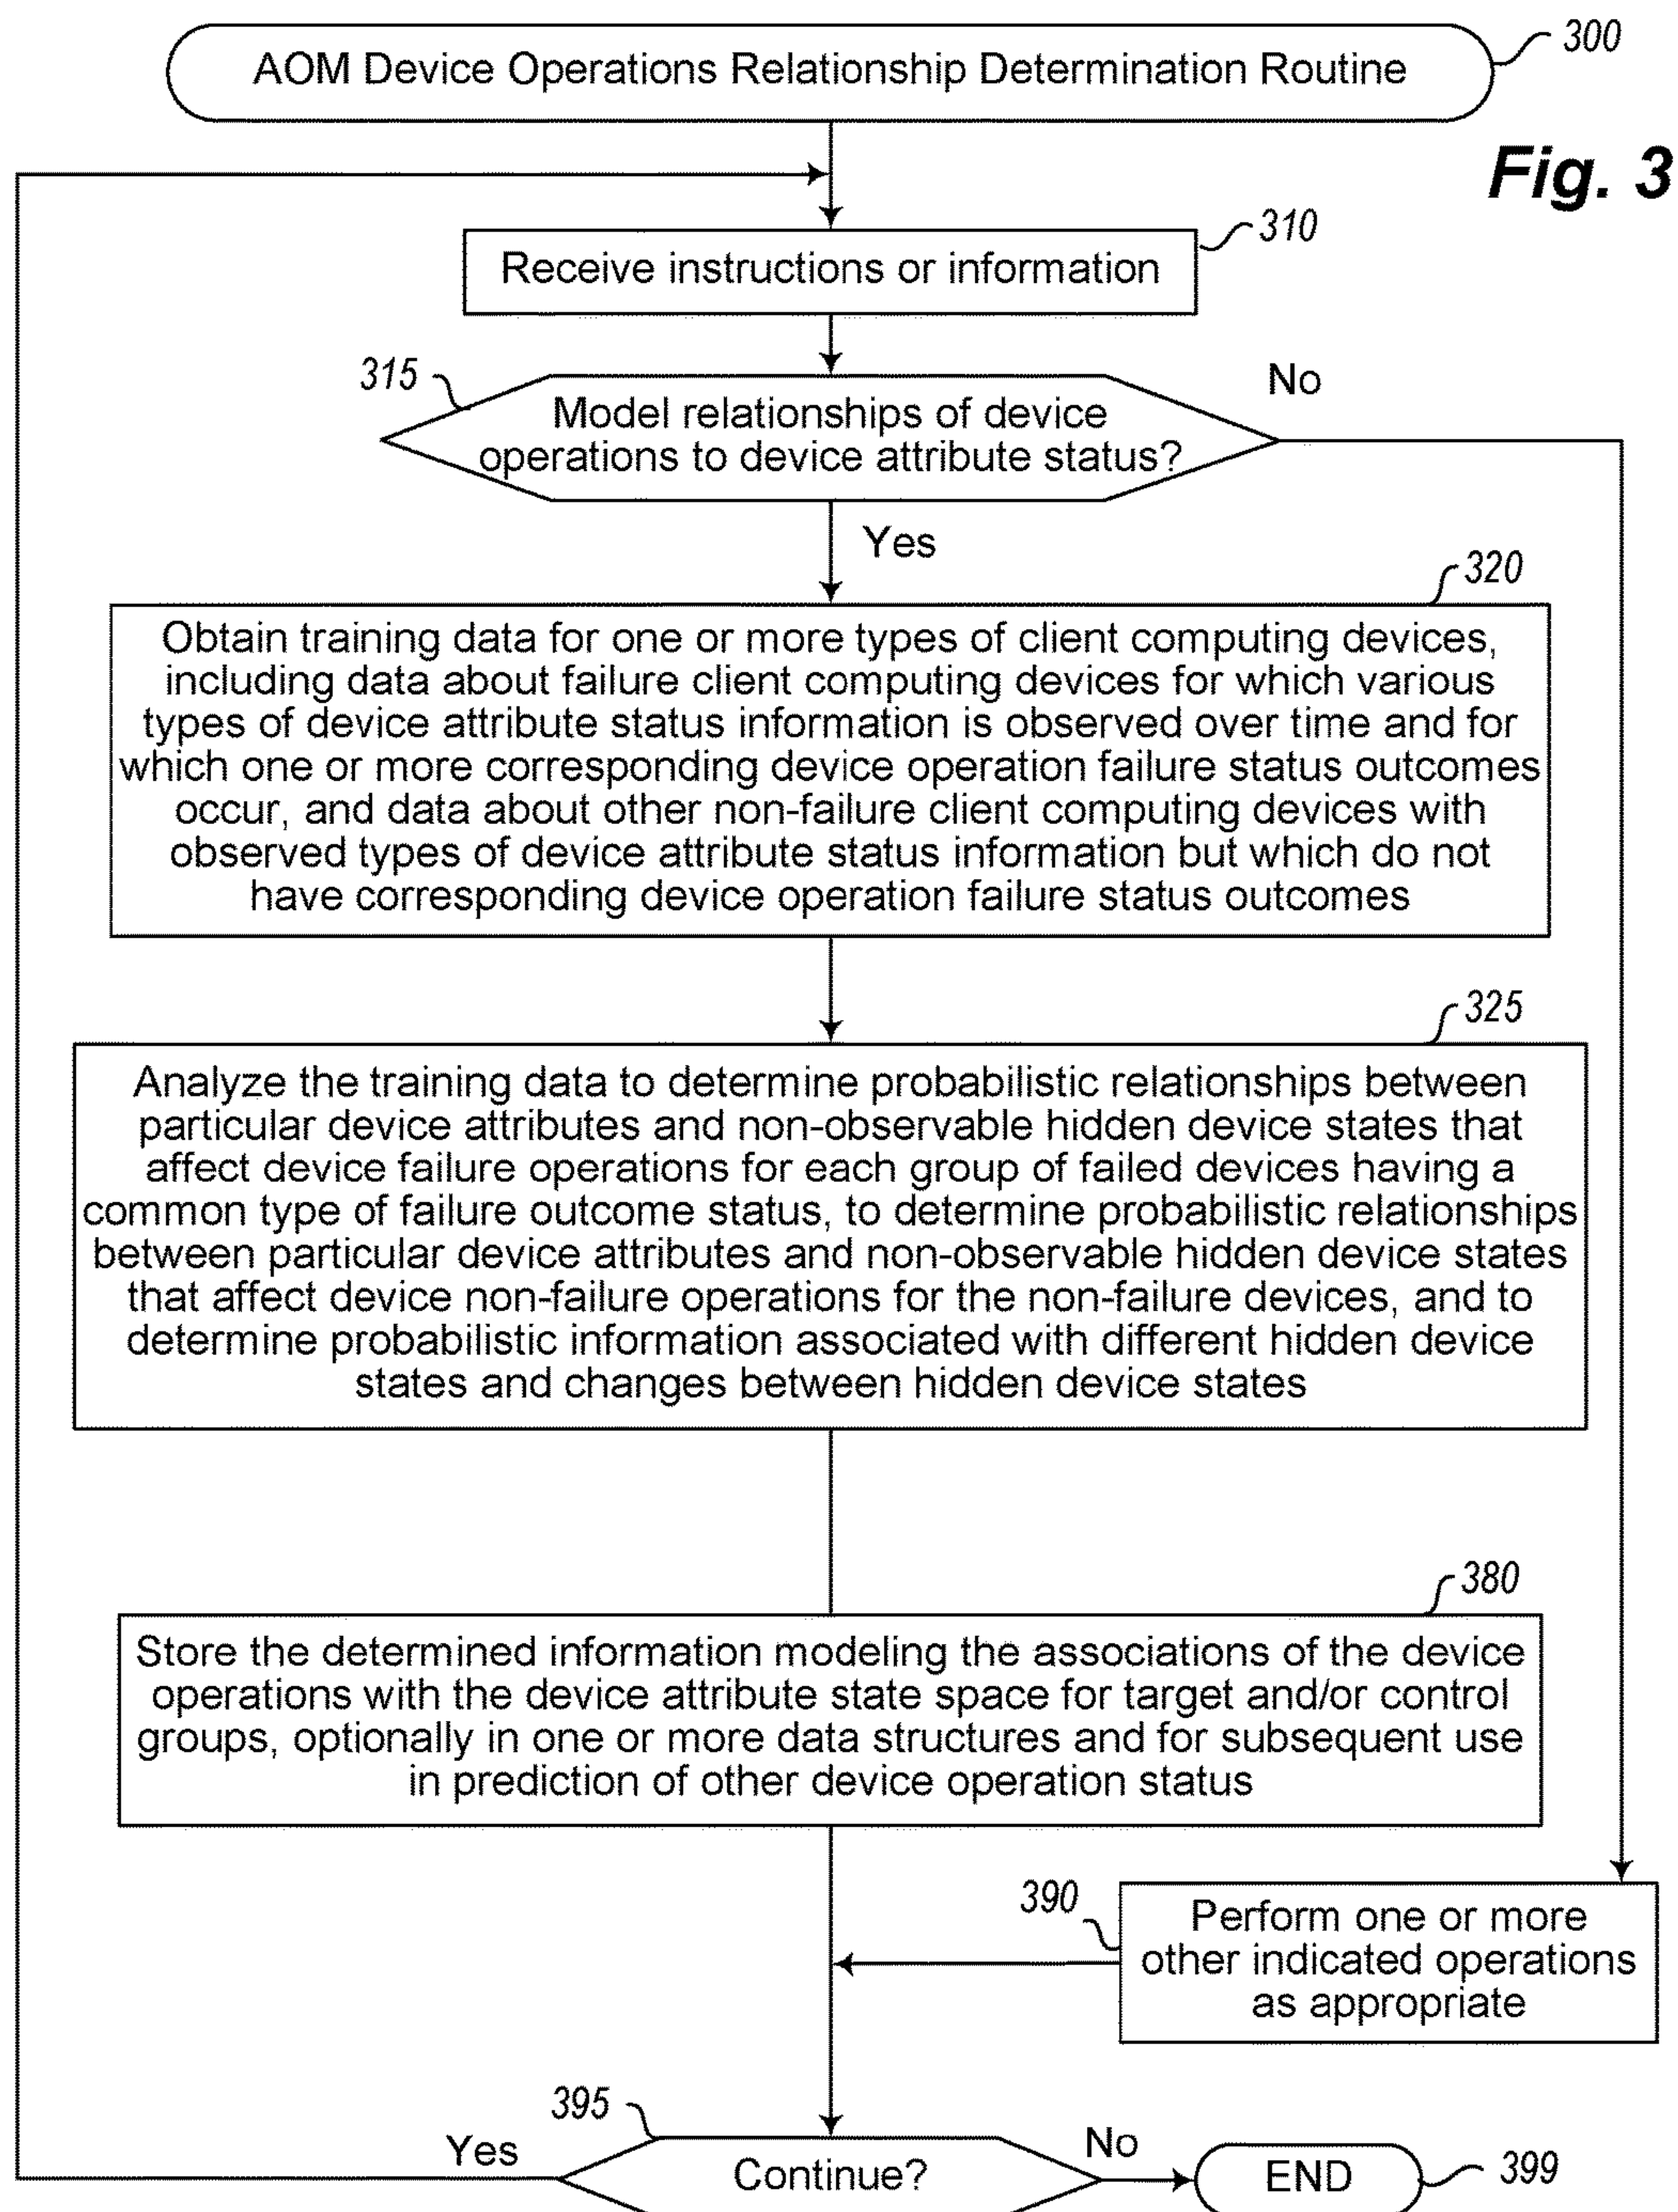 AOM Device Operations Relationship Determination Routine
300
Fig. 3
310
Receive instructions or information
315
No
Model relationships of device
operations to device attribute status?
Yes
320
Obtain training data for one or more types of client computing devices,
including data about failure client computing devices for which various
types of device attribute status information is observed over time and for
which one or more corresponding device operation failure status outcomes
occur, and data about other non-failure client computing devices with
observed types of device attribute status information but which do not
have corresponding device operation failure status outcomes
325
Analyze the training data to determine probabilistic relationships between
particular device attributes and non-observable hidden device states that
affect device failure operations for each group of failed devices having a
common type of failure outcome status, to determine probabilistic relationships
between particular device attributes and non-observable hidden device states
that affect device non-failure operations for the non-failure devices, and to
determine probabilistic information associated with different hidden device
states and changes between hidden device states
380
Store the determined information modeling the associations of the device
operations with the device attribute state space for target and/or control
groups, optionally in one or more data structures and for subsequent use
in prediction of other device operation status
390
Perform one or more
other indicated operations
as appropriate
395
Yes
Continue?
No
END
399